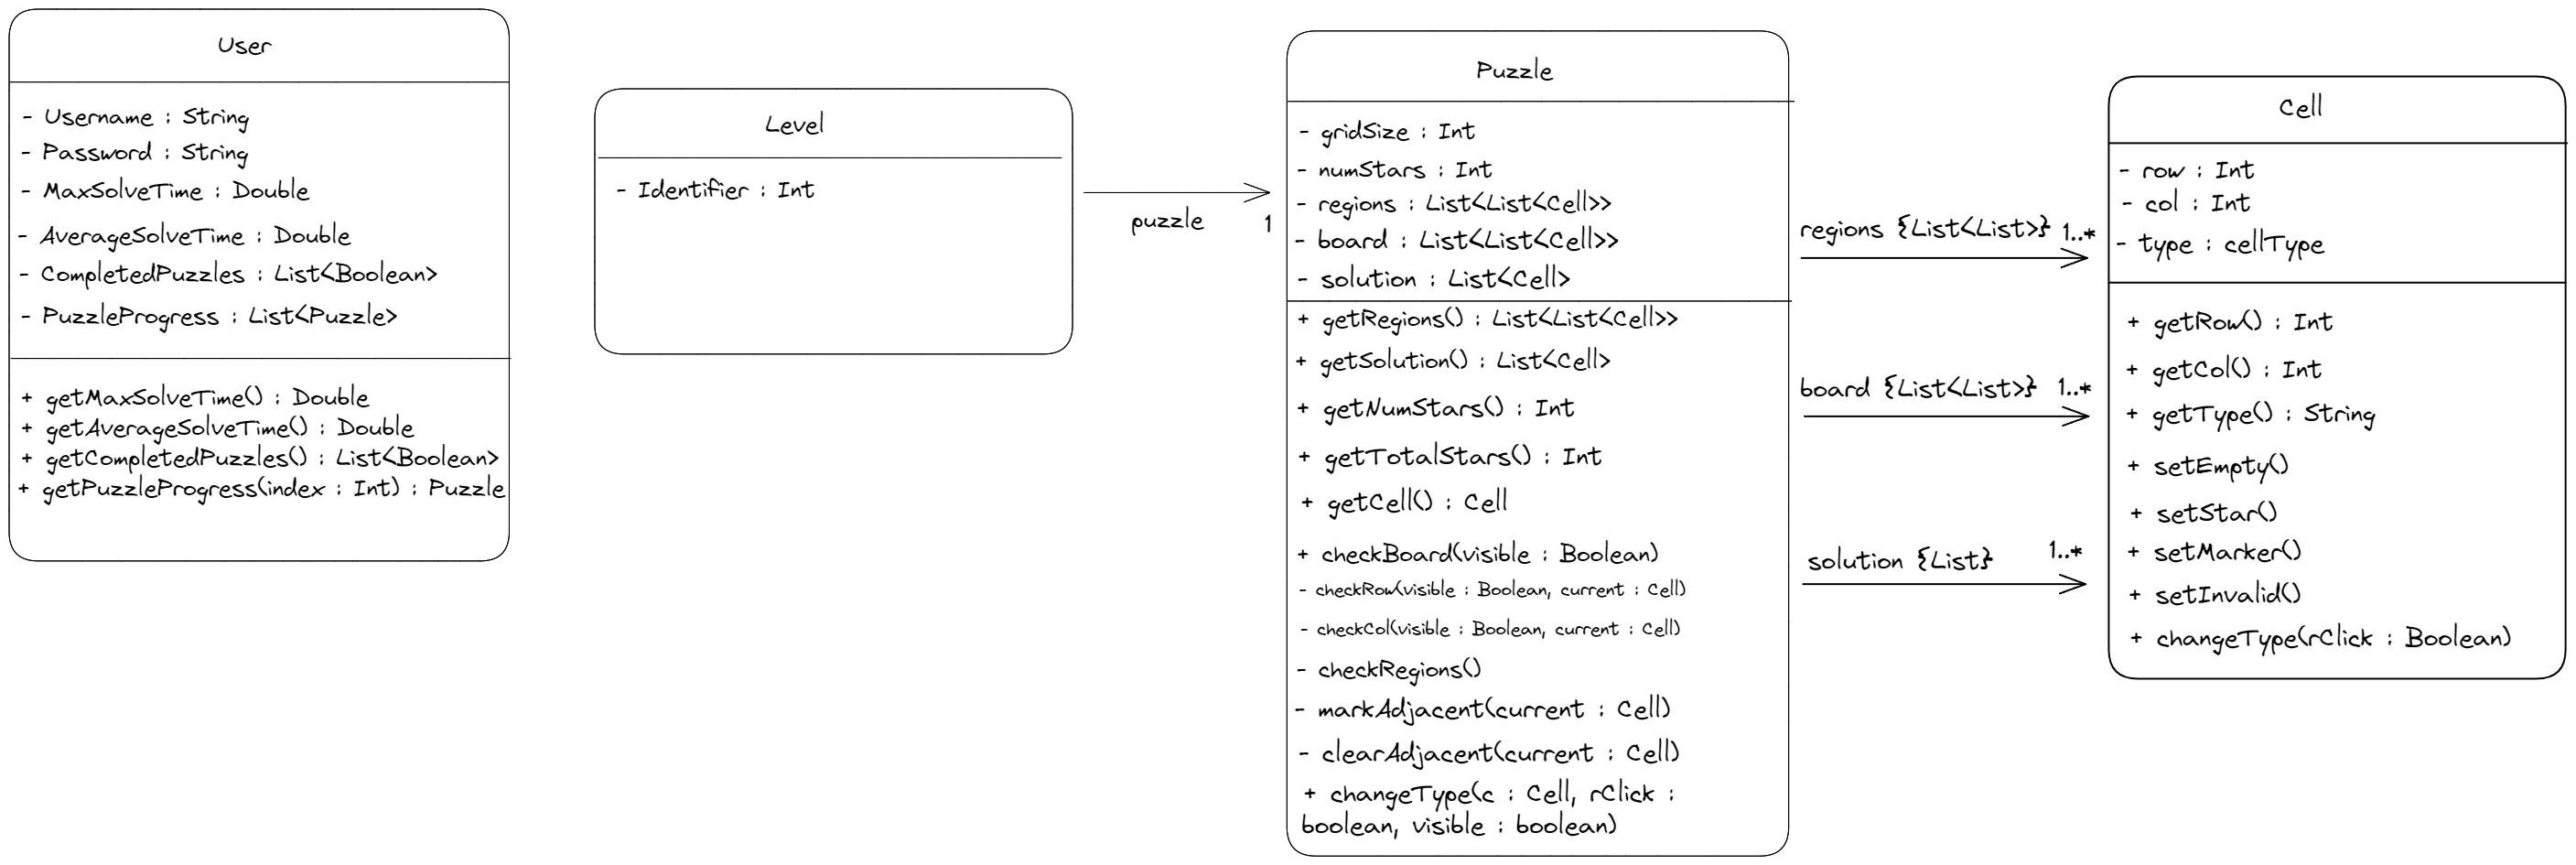 User
- Username : String
- Password : String
- MaxSolveTime : Double
- AverageSolveTime : Double
- CompletedPuzzles : List<Boolean>
- PuzzleProgress : List<Puzzle>
+ getMaxSolveTime() : Double
+ getAverageSolveTime() : Double
+ getCompletedPuzzles() : List<Boolean>
+ getPuzzleProgress(index : Int) : Puzzle
Level
- Identifier : Int
puzzle
1
Puzzle
- gridSize : Int
- numStars : Int
- regions : List<List<Cell>>
- board : List<List<Cell>>
- solution : List<Cell>
+ getRegions() : List<List<Cell>>
+ getSolution() : List<Cell>
+ getNumStars() : Int
+ getTotalStars() : Int
+ getCell() : Cell
+ checkBoard(visible : Boolean)
- checkRow(visible : Boolean, current : Cell)
- checkCol(visible : Boolean, current : Cell)
- checkRegions()
- markAdjacent(current : Cell)
- clearAdjacent(current : Cell)
+ changeType(c : Cell, rClick :
boolean, visible : boolean)
regions {List<List>} 1..*
board {List<List>} 1..*
solution {List} 1..*
Cell
- row : Int
- col : Int
- type : cellType
+ getRow() : Int
+ getCol() : Int
+ getType() : String
+ setEmpty()
+ setStar()
+ setMarker()
+ setInvalid()
+ changeType(rClick : Boolean)